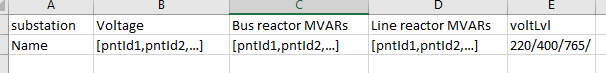 A B C D E
substation Voltage Bus reactor MVARs Line reactor MVARs voltLvl
Name [pntId1,pntId2,...] [pntId1,pntId2,...] [pntId1,pntId2,...] 220/400/765/